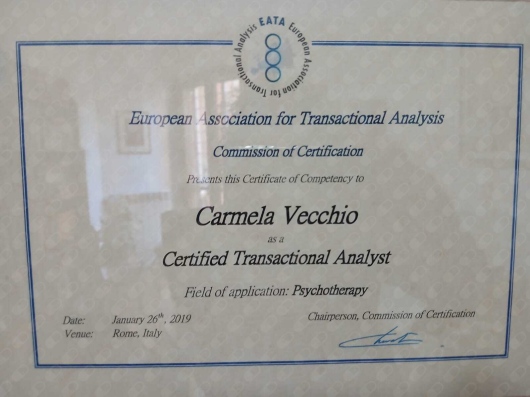 EATA European Association for Transactional Analysis
European Association for Transactional Analysis
Commission of Certification
Presents this Certificate of Competency to
Carmela Vecchio
as a
Certified Transactional Analyst
Field of application: Psychotherapy
Date: January 26th, 2019
Venue: Rome, Italy
Chairperson, Commission of Certification